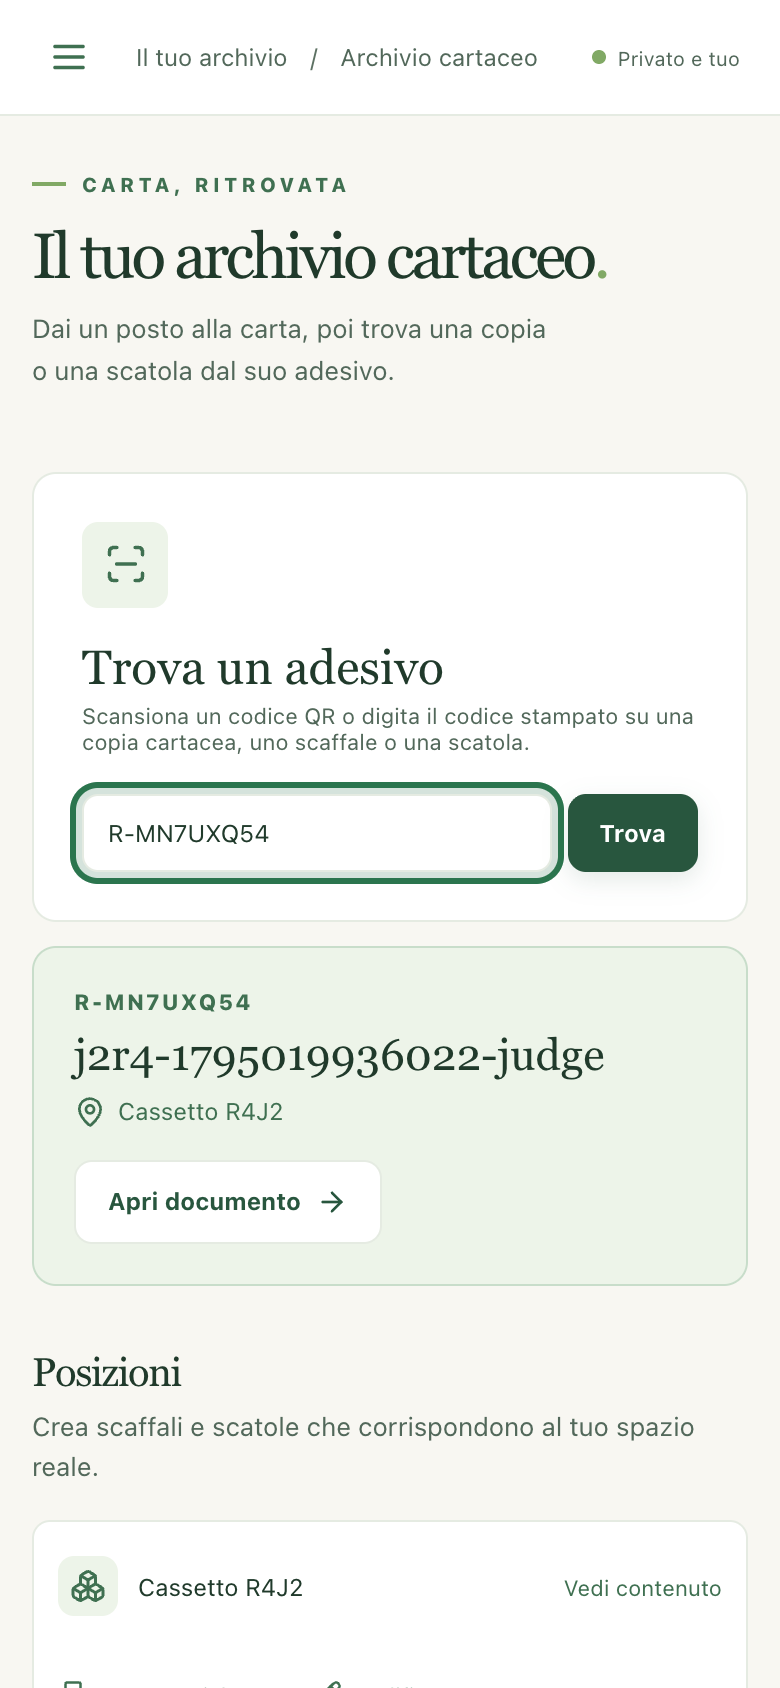 Il tuo archivio / Archivio cartaceo
Privato e tuo
CARTA, RITROVATA
Il tuo archivio cartaceo.
Dai un posto alla carta, poi trova una copia
o una scatola dal suo adesivo.
Trova un adesivo
Scansiona un codice QR o digita il codice stampato su una
copia cartacea, uno scaffale o una scatola.
R-MN7UXQ54
Trova
R-MN7UXQ54
j2r4-1795019936022-judge
Cassetto R4J2
Apri documento
Posizioni
Crea scaffali e scatole che corrispondono al tuo spazio
reale.
Cassetto R4J2
Vedi contenuto